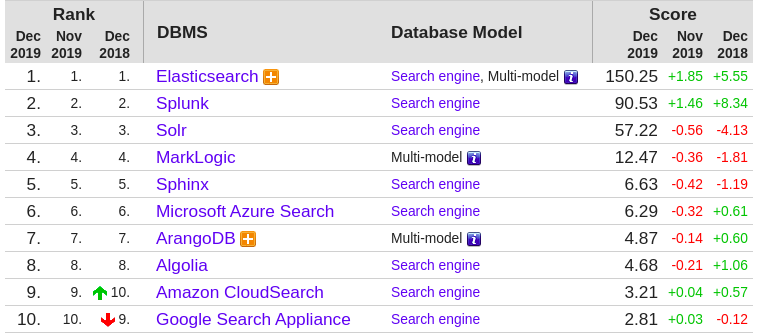 Rank Score
Dec Nov Dec DBMS Database Model Dec Nov Dec
2019 2019 2018 2019 2019 2018
1. 1. 1. Elasticsearch Search engine, Multi-model i 150.25 +1.85 +5.55
2. 2. 2. Splunk Search engine 90.53 +1.46 +8.34
3. 3. 3. Solr Search engine 57.22 -0.56 -4.13
4. 4. 4. MarkLogic Multi-model i 12.47 -0.36 -1.81
5. 5. 5. Sphinx Search engine 6.63 -0.42 -1.19
6. 6. 6. Microsoft Azure Search Search engine 6.29 -0.32 +0.61
7. 7. 7. ArangoDB Multi-model i 4.87 -0.14 +0.60
8. 8. 8. Algolia Search engine 4.68 -0.21 +1.06
9. 9. 10. Amazon CloudSearch Search engine 3.21 +0.04 +0.57
10. 10. 9. Google Search Appliance Search engine 2.81 +0.03 -0.12